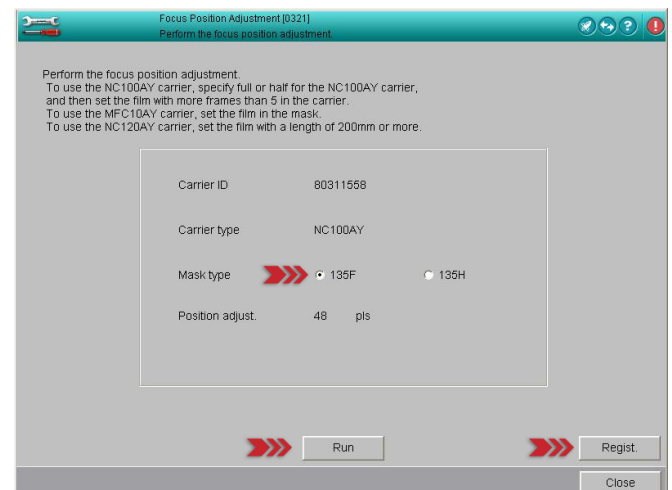 Focus Position Adjustment [0321]
Perform the focus position adjustment.
Perform the focus position adjustment.
To use the NC100AY carrier, specify full or half for the NC100AY carrier,
and then set the film with more frames than 5 in the carrier.
To use the MFC10AY carrier, set the film in the mask.
To use the NC120AY carrier, set the film with a length of 200mm or more.
Carrier ID 80311558
Carrier type NC100AY
Mask type 135F 135H
Position adjust. 48 pls
Run Regist.
Close